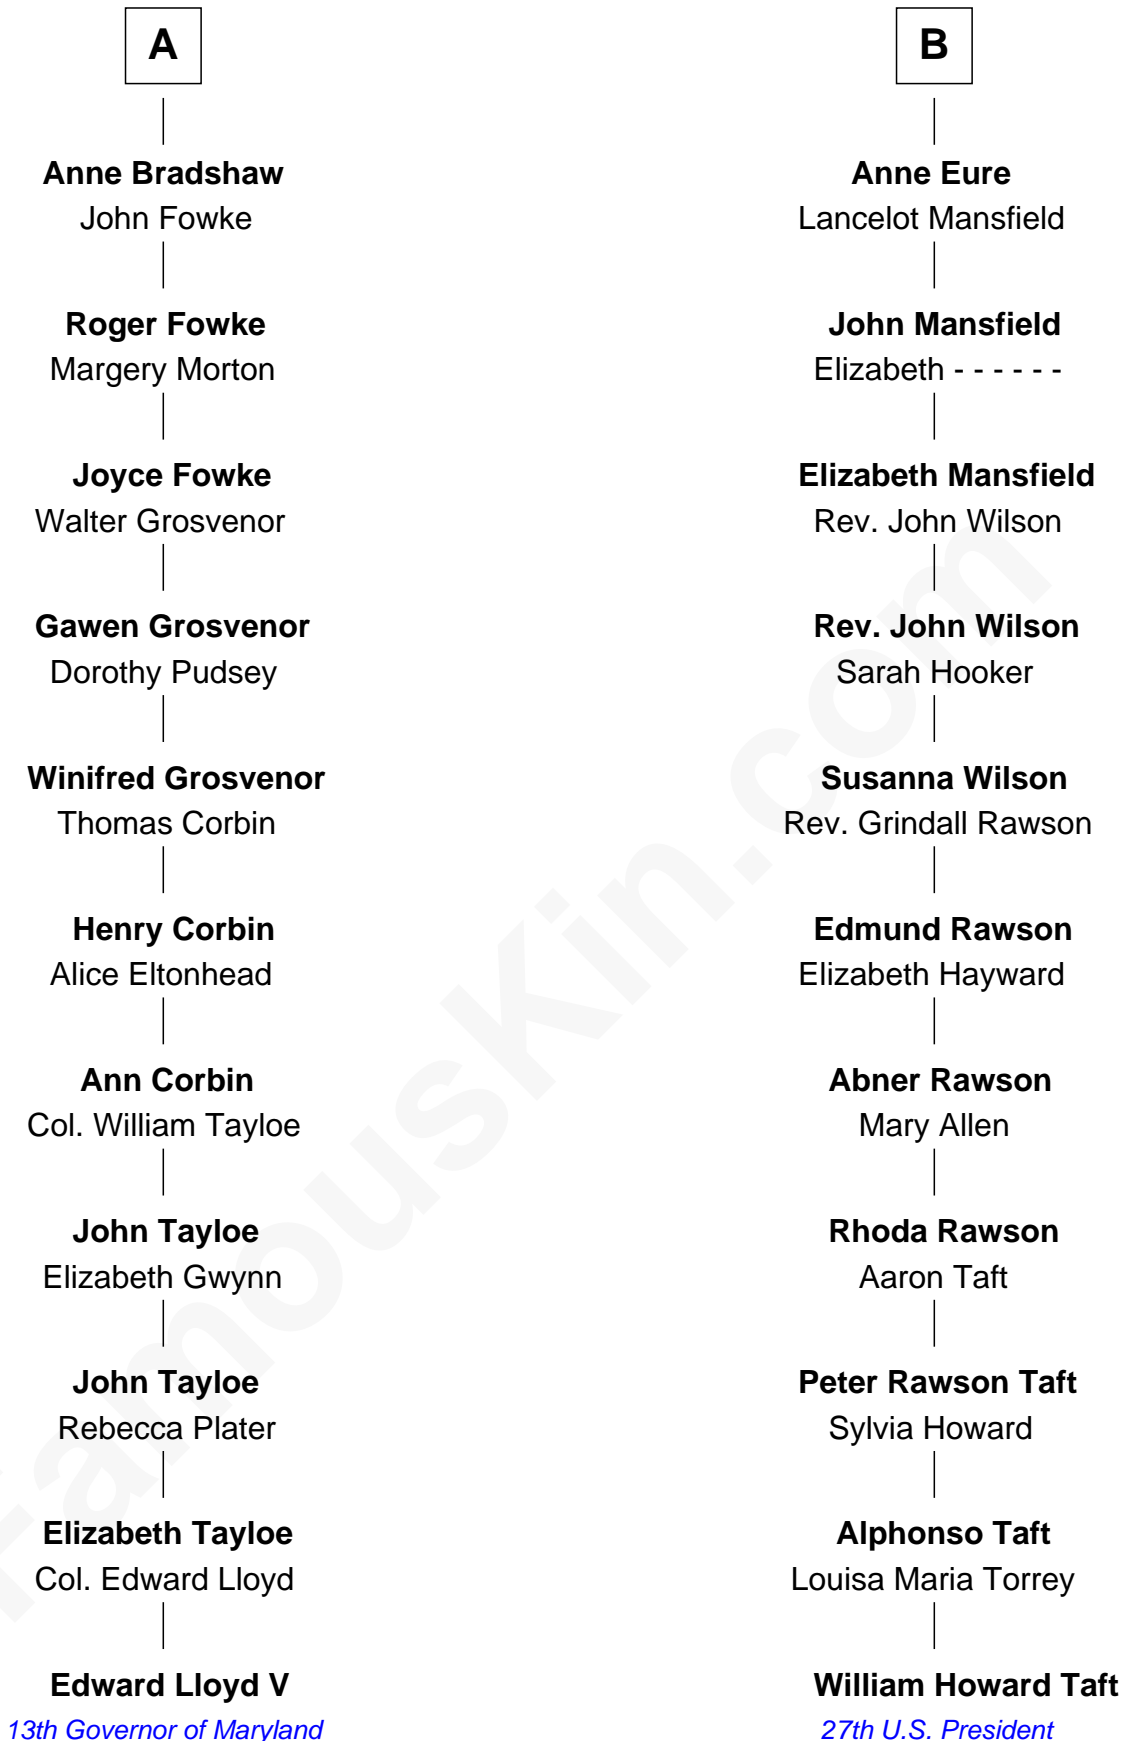 A
Anne Bradshaw
John Fowke
Roger Fowke
Margery Morton
Joyce Fowke
Walter Grosvenor
Gawen Grosvenor
Dorothy Pudsey
Winifred Grosvenor
Thomas Corbin
Henry Corbin
Alice Eltonhead
Ann Corbin
Col. William Tayloe
John Tayloe
Elizabeth Gwynn
John Tayloe
Rebecca Plater
Elizabeth Tayloe
Col. Edward Lloyd
Edward Lloyd V
13th Governor of Maryland
B
Anne Eure
Lancelot Mansfield
John Mansfield
Elizabeth - - - - - -
Elizabeth Mansfield
Rev. John Wilson
Rev. John Wilson
Sarah Hooker
Susanna Wilson
Rev. Grindall Rawson
Edmund Rawson
Elizabeth Hayward
Abner Rawson
Mary Allen
Rhoda Rawson
Aaron Taft
Peter Rawson Taft
Sylvia Howard
Alphonso Taft
Louisa Maria Torrey
William Howard Taft
27th U.S. President
FamousKin.com